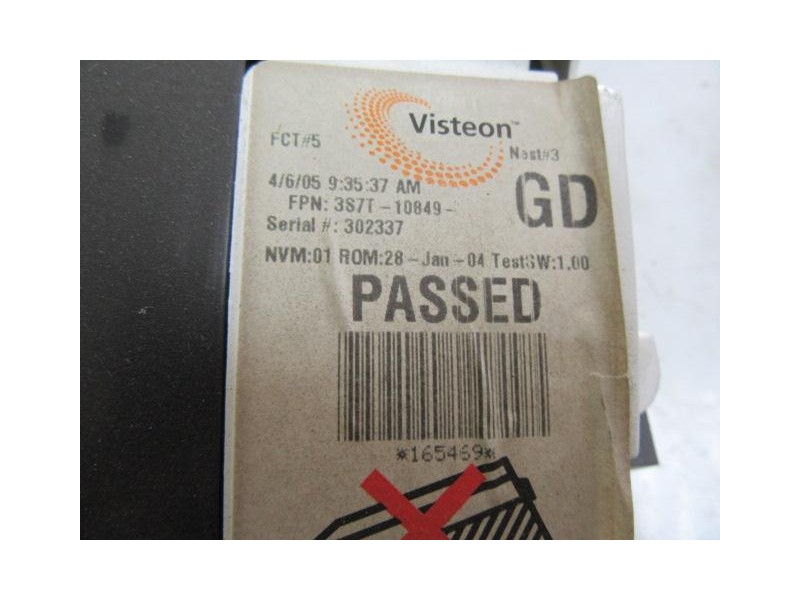 Visteon™
FCT#5
Nest#3
4/6/05 9:35:37 AM
FPN: 3S7T-10849-
GD
Serial #: 302337
NVM:01 ROM:28-Jan-04 TestSW:1.00
PASSED
*165469*